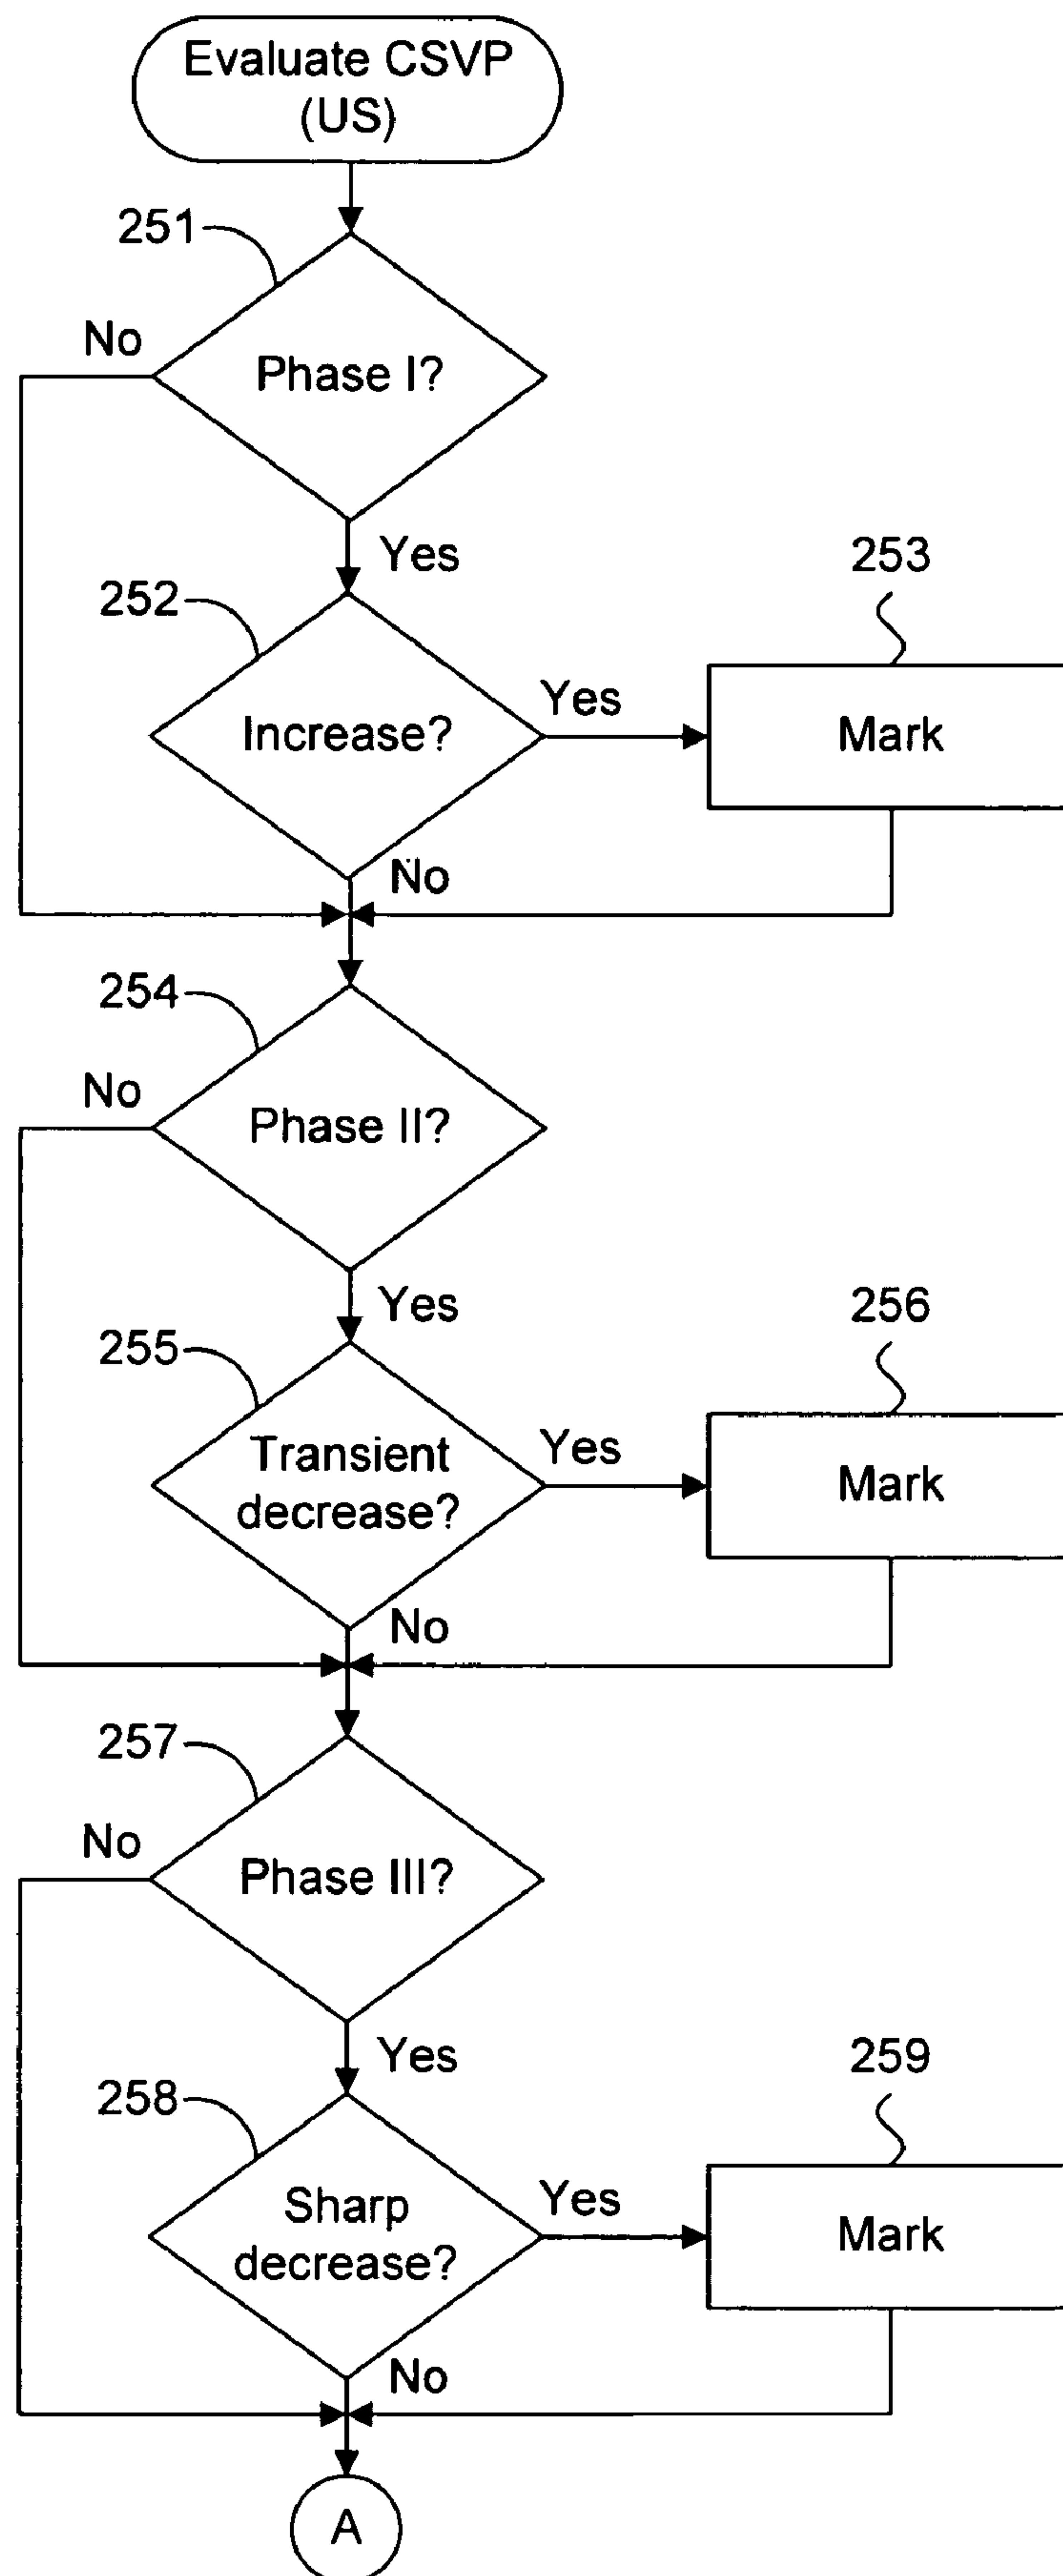 Evaluate CSVP
(US)
251
No
Phase I?
Yes
253
252
Increase?
Yes
Mark
No
254
No
Phase II?
Yes
256
255
Transient
decrease?
Yes
Mark
No
257
No
Phase III?
Yes
259
258
Sharp
decrease?
Yes
Mark
No
A